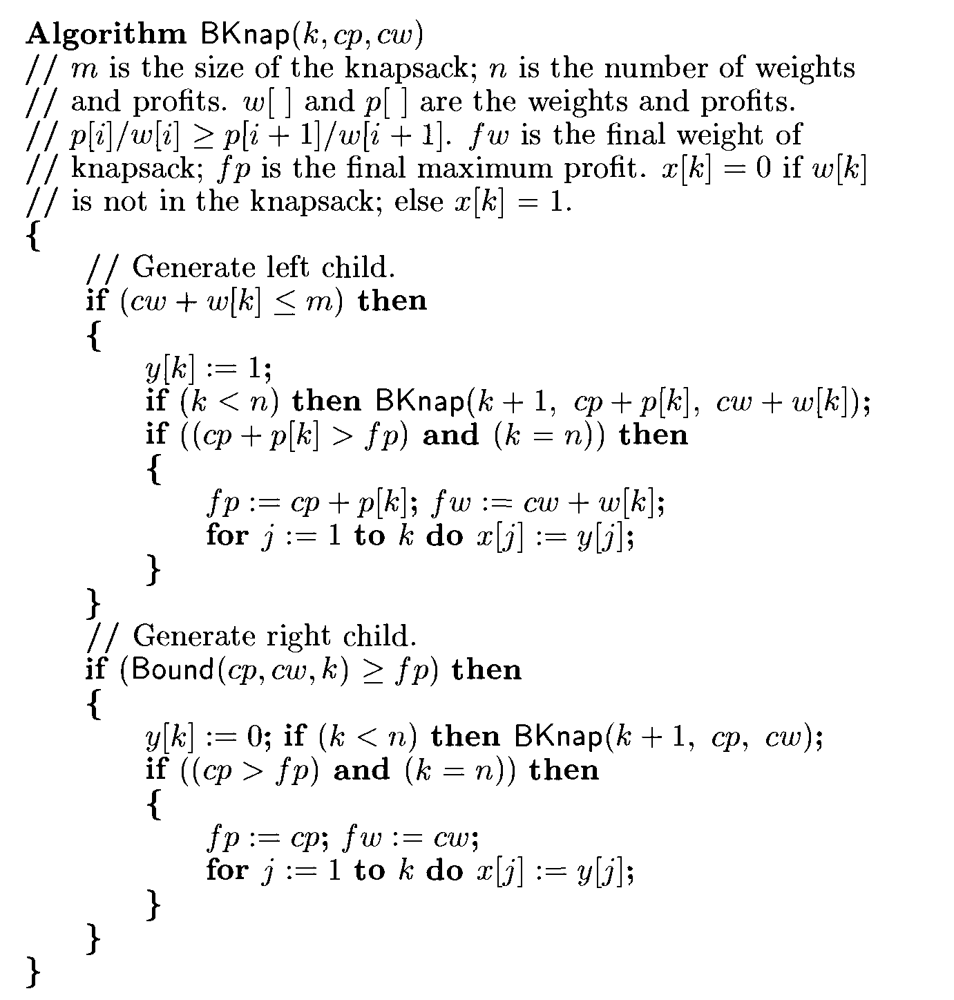 Algorithm BKnap(k, cp, cw)
// m is the size of the knapsack; n is the number of weights
// and profits. w[ ] and p[ ] are the weights and profits.
// p[i]/w[i] ≥ p[i + 1]/w[i + 1]. fw is the final weight of
// knapsack; fp is the final maximum profit. x[k] = 0 if w[k]
// is not in the knapsack; else x[k] = 1.
{
// Generate left child.
if (cw + w[k] ≤ m) then
{
y[k] := 1;
if (k < n) then BKnap(k + 1, cp + p[k], cw + w[k]);
if ((cp + p[k] > fp) and (k = n)) then
{
fp := cp + p[k]; fw := cw + w[k];
for j := 1 to k do x[j] := y[j];
}
}
// Generate right child.
if (Bound(cp, cw, k) ≥ fp) then
{
y[k] := 0; if (k < n) then BKnap(k + 1, cp, cw);
if ((cp > fp) and (k = n)) then
{
fp := cp; fw := cw;
for j := 1 to k do x[j] := y[j];
}
}
}